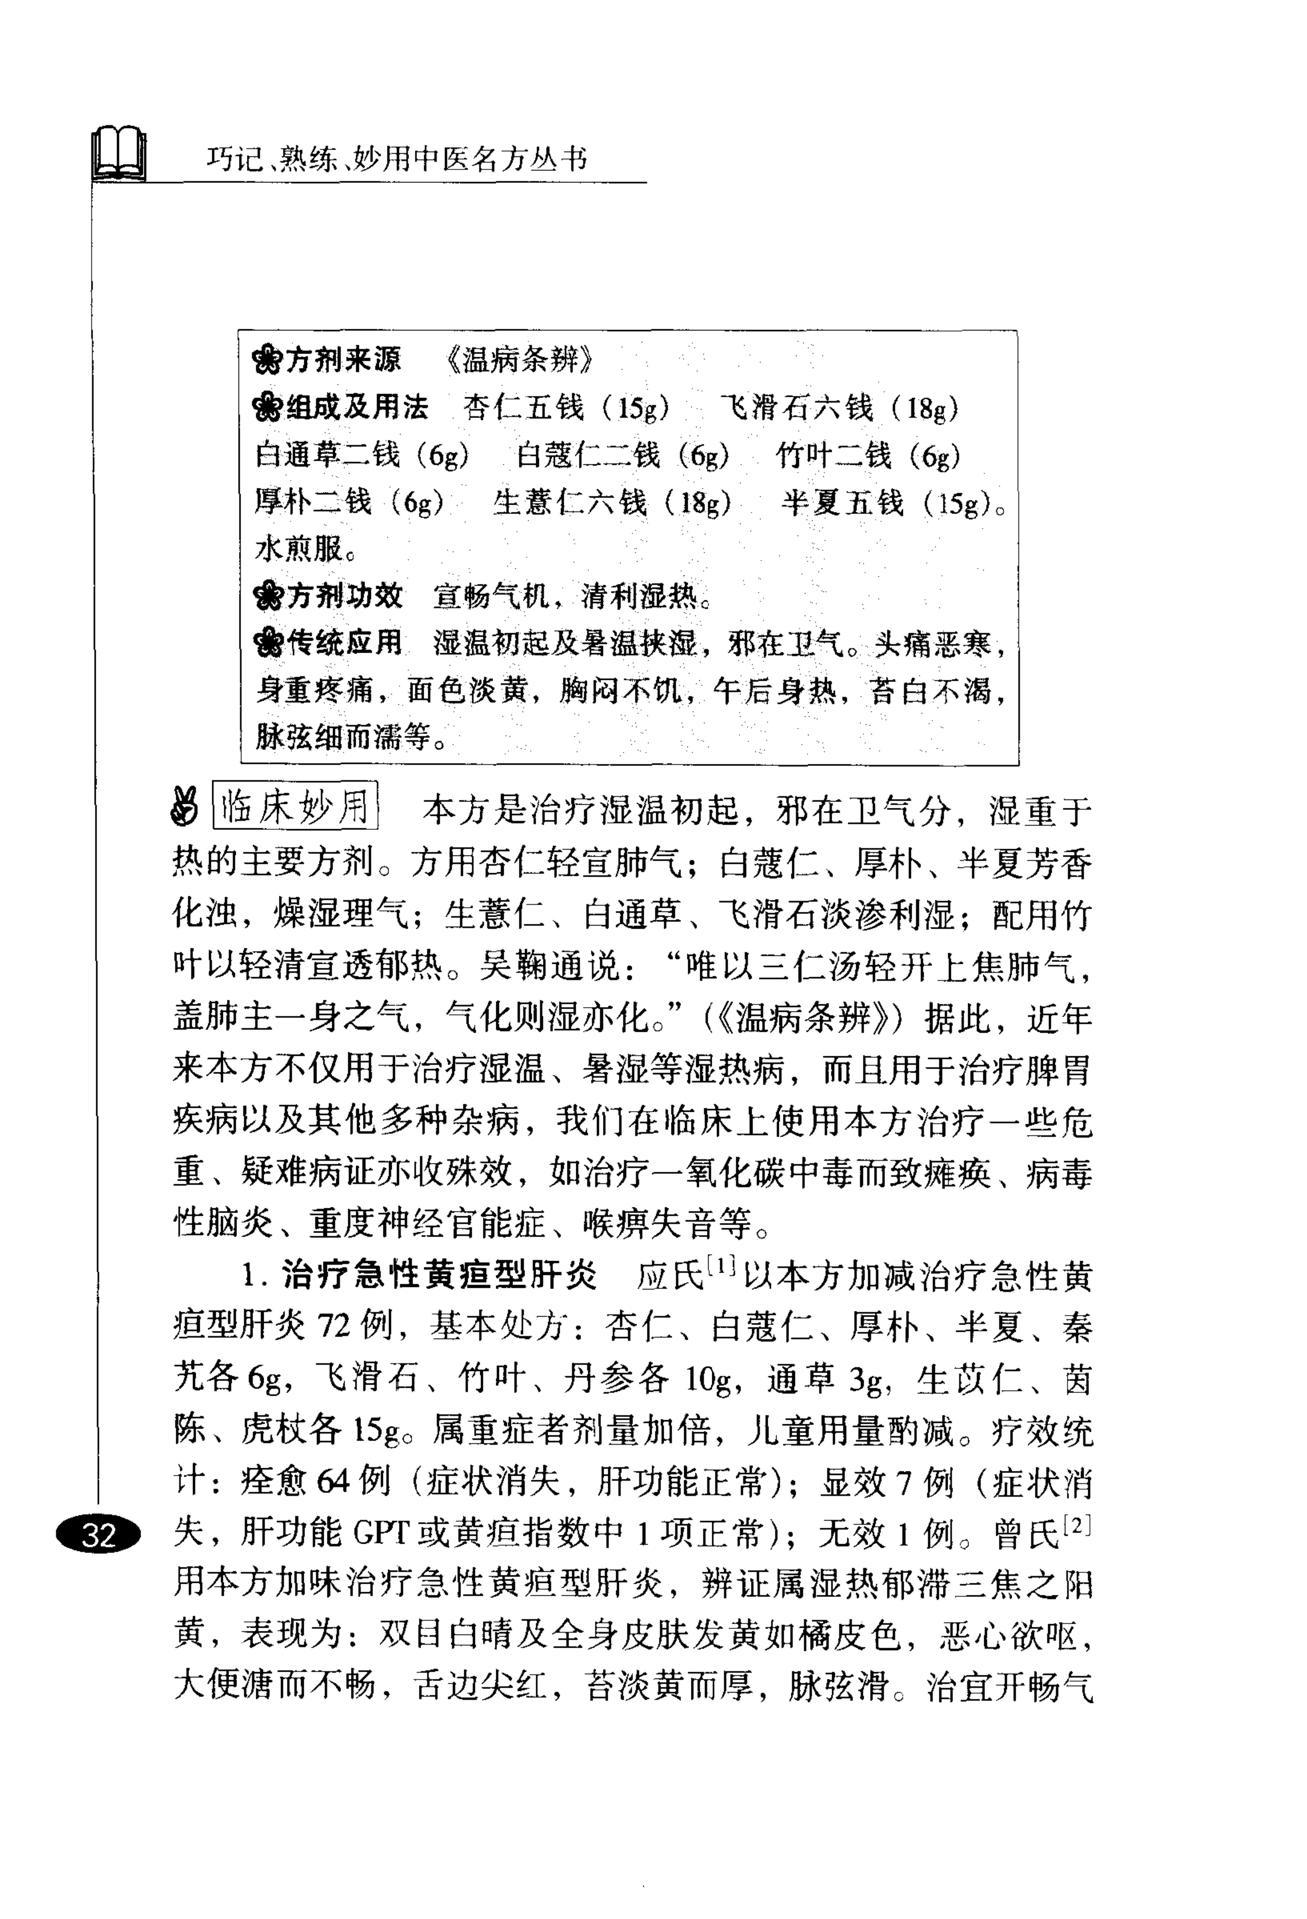 巧记、熟练、妙用中医名方丛书
方剂来源 《温病条辨》
组成及用法 杏仁五钱（15g） 飞滑石六钱（18g）
白通草二钱（6g） 白蔻仁二钱（6g） 竹叶二钱（6g）
厚朴二钱（6g） 生薏仁六钱（18g） 半夏五钱（15g）。
水煎服。
方剂功效 宣畅气机，清利湿热。
传统应用 湿温初起及暑温挟湿，邪在卫气。头痛恶寒，
身重疼痛，面色淡黄，胸闷不饥，午后身热，苔白不渴，
脉弦细而濡等。
临床妙用 本方是治疗湿温初起，邪在卫气分，湿重于
热的主要方剂。方用杏仁轻宣肺气；白蔻仁、厚朴、半夏芳香
化浊，燥湿理气；生薏仁、白通草、飞滑石淡渗利湿；配用竹
叶以轻清宣透郁热。吴鞠通说：“唯以三仁汤轻开上焦肺气，
盖肺主一身之气，气化则湿亦化。”（《温病条辨》）据此，近年
来本方不仅用于治疗湿温、暑湿等湿热病，而且用于治疗脾胃
疾病以及其他多种杂病，我们在临床上使用本方治疗一些危
重、疑难病证亦收殊效，如治疗一氧化碳中毒而致瘫痪、病毒
性脑炎、重度神经官能症、喉痹失音等。
1. 治疗急性黄疸型肝炎 应氏[1]以本方加减治疗急性黄
疸型肝炎 72 例，基本处方：杏仁、白蔻仁、厚朴、半夏、秦
艽各 6g，飞滑石、竹叶、丹参各 10g，通草 3g，生苡仁、茵
陈、虎杖各 15g。属重症者剂量加倍，儿童用量酌减。疗效统
计：痊愈 64 例（症状消失，肝功能正常）；显效 7 例（症状消
失，肝功能 GPT 或黄疸指数中 1 项正常）；无效 1 例。曾氏[2]
用本方加味治疗急性黄疸型肝炎，辨证属湿热郁滞三焦之阳
黄，表现为：双目白睛及全身皮肤发黄如橘皮色，恶心欲呕，
大便溏而不畅，舌边尖红，苔淡黄而厚，脉弦滑。治宜开畅气
32